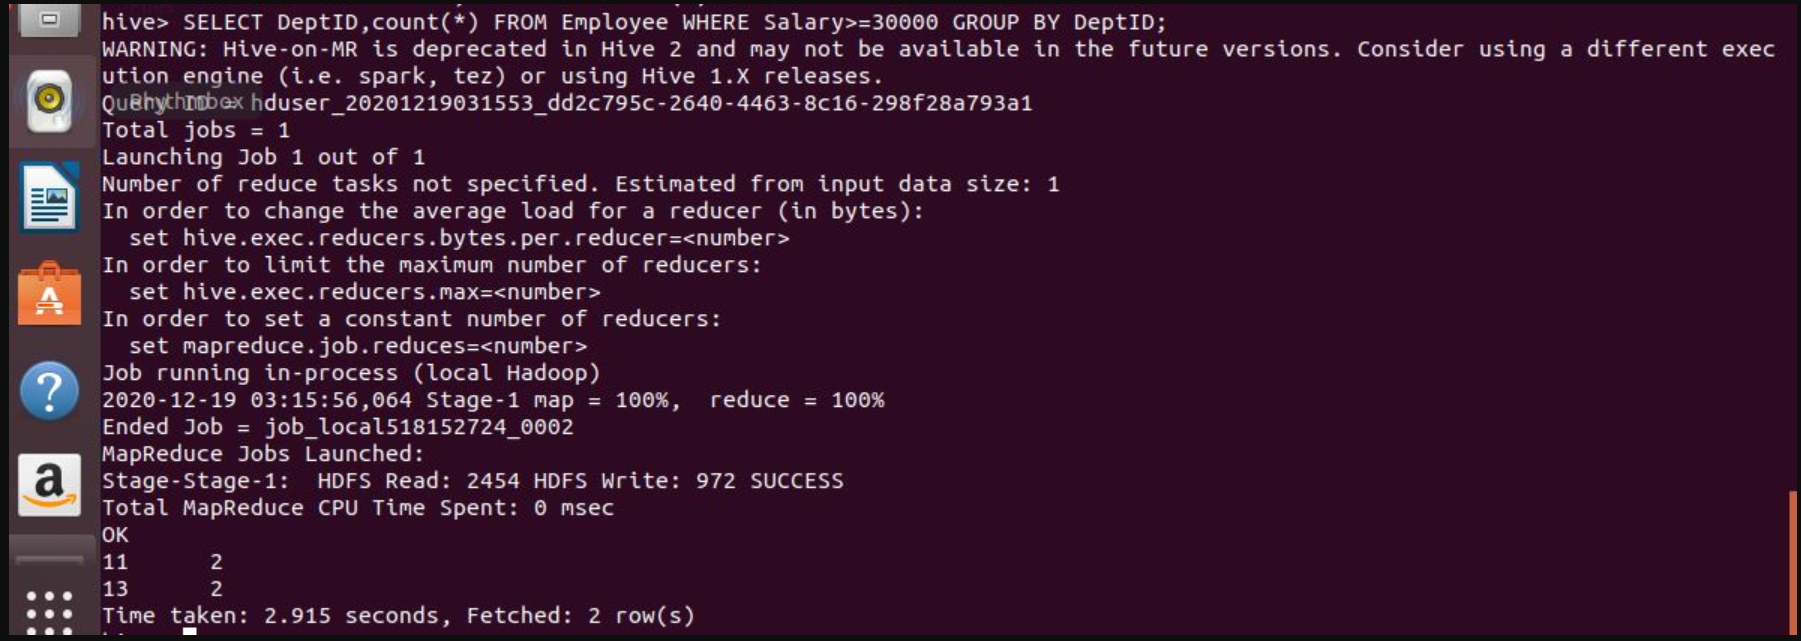 hive> SELECT DeptID,count(*) FROM Employee WHERE Salary>=30000 GROUP BY DeptID;
WARNING: Hive-on-MR is deprecated in Hive 2 and may not be available in the future versions. Consider using a different exec
ution engine (i.e. spark, tez) or using Hive 1.X releases.
Query ID = hduser_20201219031553_dd2c795c-2640-4463-8c16-298f28a793a1
Rhythmbox
Total jobs = 1
Launching Job 1 out of 1
Number of reduce tasks not specified. Estimated from input data size: 1
In order to change the average load for a reducer (in bytes):
  set hive.exec.reducers.bytes.per.reducer=<number>
In order to limit the maximum number of reducers:
  set hive.exec.reducers.max=<number>
In order to set a constant number of reducers:
  set mapreduce.job.reduces=<number>
Job running in-process (local Hadoop)
2020-12-19 03:15:56,064 Stage-1 map = 100%,  reduce = 100%
Ended Job = job_local518152724_0002
MapReduce Jobs Launched:
Stage-Stage-1:  HDFS Read: 2454 HDFS Write: 972 SUCCESS
Total MapReduce CPU Time Spent: 0 msec
OK
11	2
13	2
Time taken: 2.915 seconds, Fetched: 2 row(s)